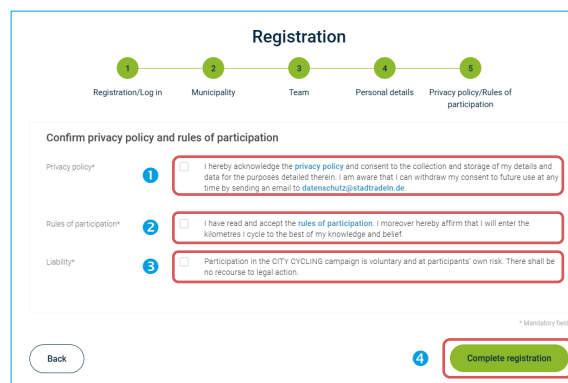 Registration
1 2 3 4 5
Registration/Log in Municipality Team Personal details Privacy policy/Rules of
participation
Confirm privacy policy and rules of participation
Privacy policy* 1 I hereby acknowledge the privacy policy and consent to the collection and storage of my details and
data for the purposes detailed therein. I am aware that I can withdraw my consent to future use at any
time by sending an email to datenschutz@stadtradeln.de.
Rules of participation* 2 I have read and accept the rules of participation. I moreover hereby affirm that I will enter the
kilometres I cycle to the best of my knowledge and belief.
Liability* 3 Participation in the CITY CYCLING campaign is voluntary and at participants' own risk. There shall be
no recourse to legal action.
* Mandatory field
Back 4 Complete registration